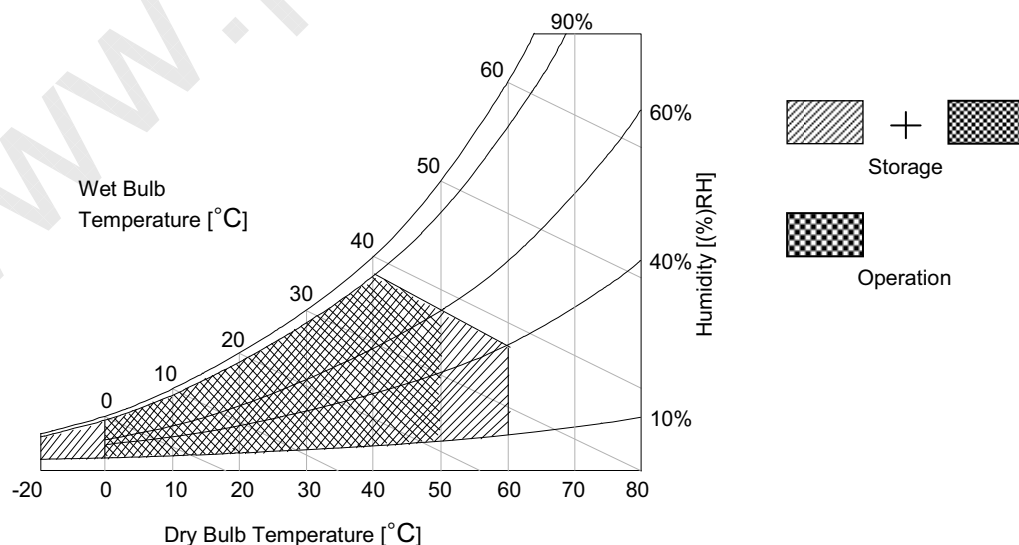 90%
60
60%
50
Wet Bulb
Temperature [°C]
40
40%
30
20
10
0
10%
Humidity [(%)RH]
-20 0 10 20 30 40 50 60 70 80
Dry Bulb Temperature [°C]
+
Storage
Operation